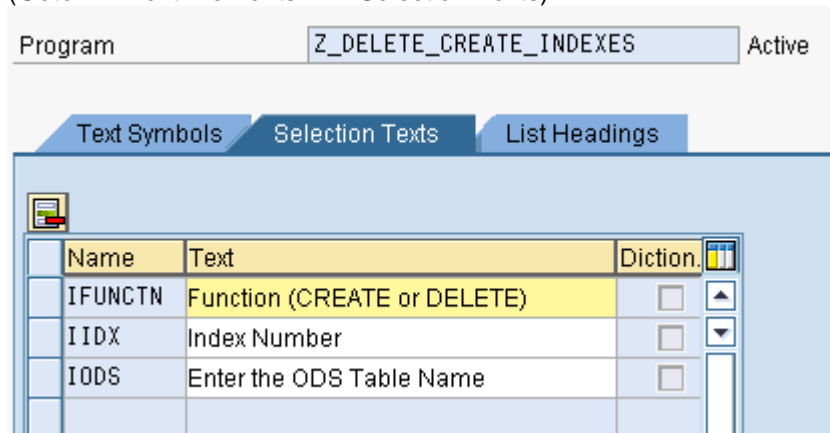 Program Z_DELETE_CREATE_INDEXES Active
Text Symbols Selection Texts List Headings
Name Text Diction.
IFUNCTN Function (CREATE or DELETE)
IIDX Index Number
IODS Enter the ODS Table Name